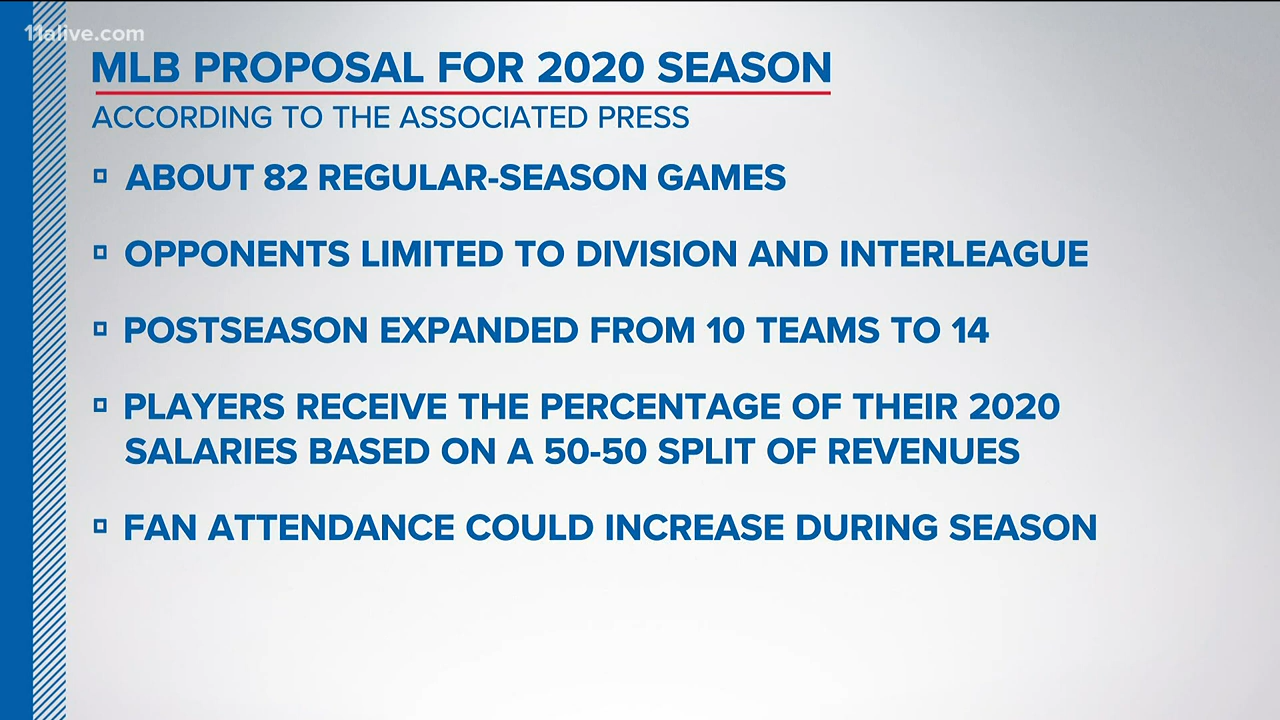 11alive.com
MLB PROPOSAL FOR 2020 SEASON
ACCORDING TO THE ASSOCIATED PRESS
ABOUT 82 REGULAR-SEASON GAMES
OPPONENTS LIMITED TO DIVISION AND INTERLEAGUE
POSTSEASON EXPANDED FROM 10 TEAMS TO 14
PLAYERS RECEIVE THE PERCENTAGE OF THEIR 2020
SALARIES BASED ON A 50-50 SPLIT OF REVENUES
FAN ATTENDANCE COULD INCREASE DURING SEASON